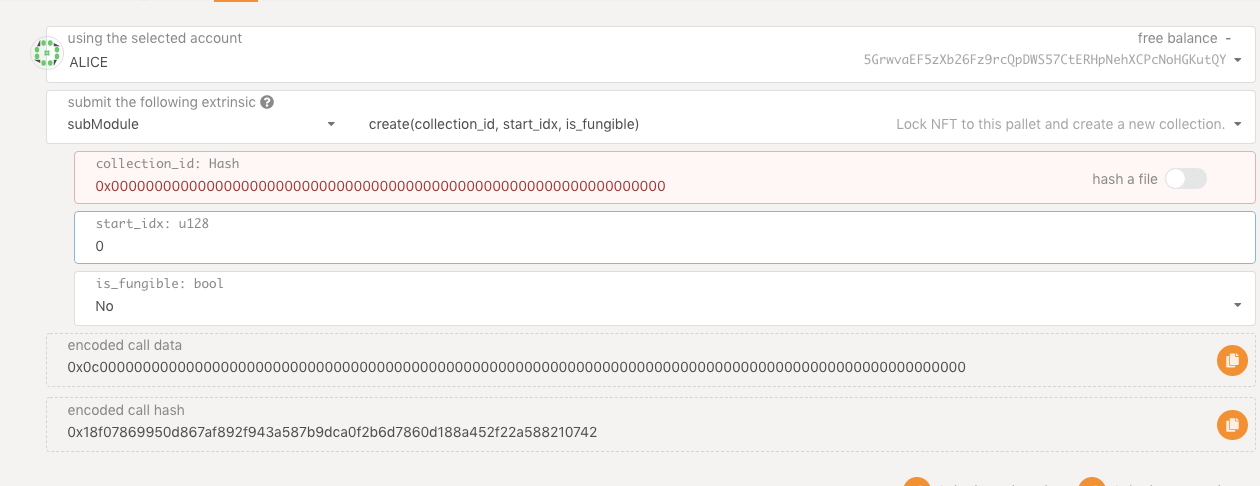 using the selected account
free balance -
ALICE
5GrwvaEF5zXb26Fz9rcQpDWS57CtERHpNehXCPcNoHGKutQY
submit the following extrinsic ?
subModule
create(collection_id, start_idx, is_fungible)
Lock NFT to this pallet and create a new collection.
collection_id: Hash
0x0000000000000000000000000000000000000000000000000000000000000000
hash a file
start_idx: u128
0
is_fungible: bool
No
encoded call data
0x0c00000000000000000000000000000000000000000000000000000000000000000000000000000000000000000000000000
encoded call hash
0x18f07869950d867af892f943a587b9dca0f2b6d7860d188a452f22a588210742